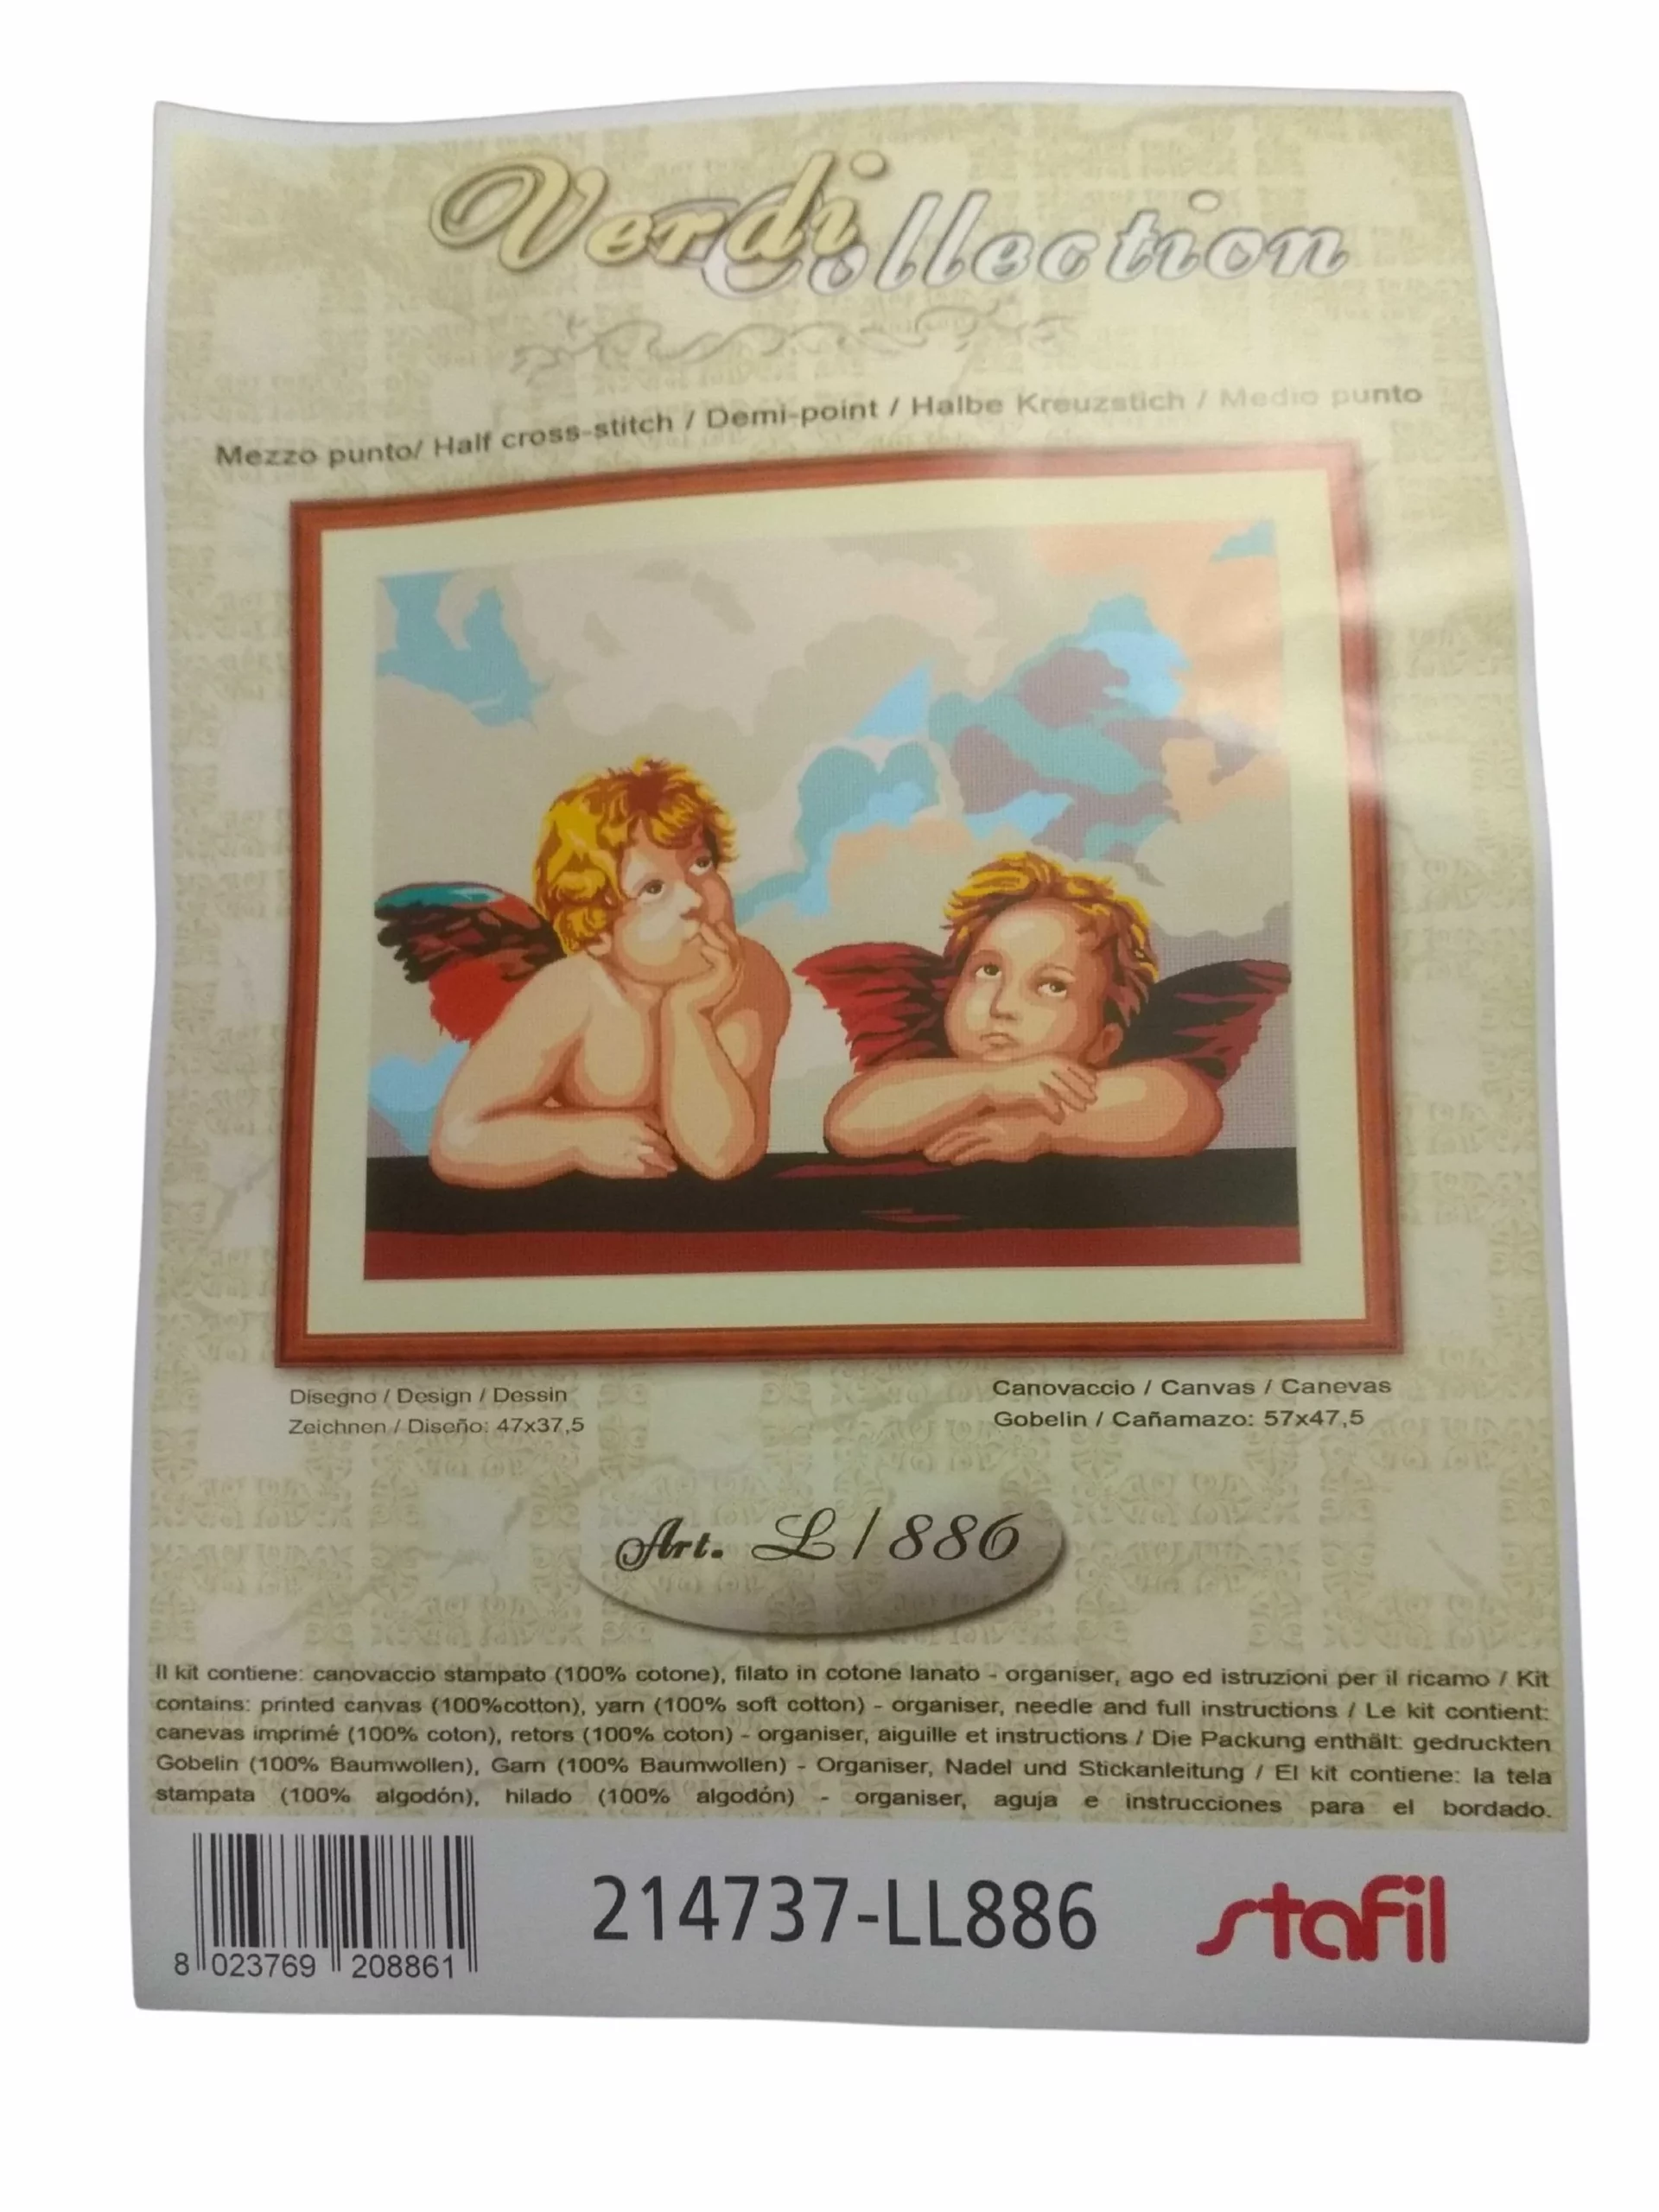 Verdi Collection
Mezzo punto/ Half cross-stitch / Demi-point / Halbe Kreuzstich / Medio punto
Disegno / Design / Dessin
Zeichnen / Diseño: 47x37,5
Canovaccio / Canvas / Canevas
Gobelin / Cañamazo: 57x47,5
Art. L/886
Il kit contiene: canovaccio stampato (100% cotone), filato in cotone lanato - organiser, ago ed istruzioni per il ricamo / Kit
contains: printed canvas (100%cotton), yarn (100% soft cotton) - organiser, needle and full instructions / Le kit contient:
canevas imprimé (100% coton), retors (100% coton) - organiser, aiguille et instructions / Die Packung enthält: gedruckten
Gobelin (100% Baumwollen), Garn (100% Baumwollen) - Organiser, Nadel und Stickanleitung / El kit contiene: la tela
stampata (100% algodón), hilado (100% algodón) - organiser, aguja e instrucciones para el bordado.
8 023769 208861
214737-LL886
stafil